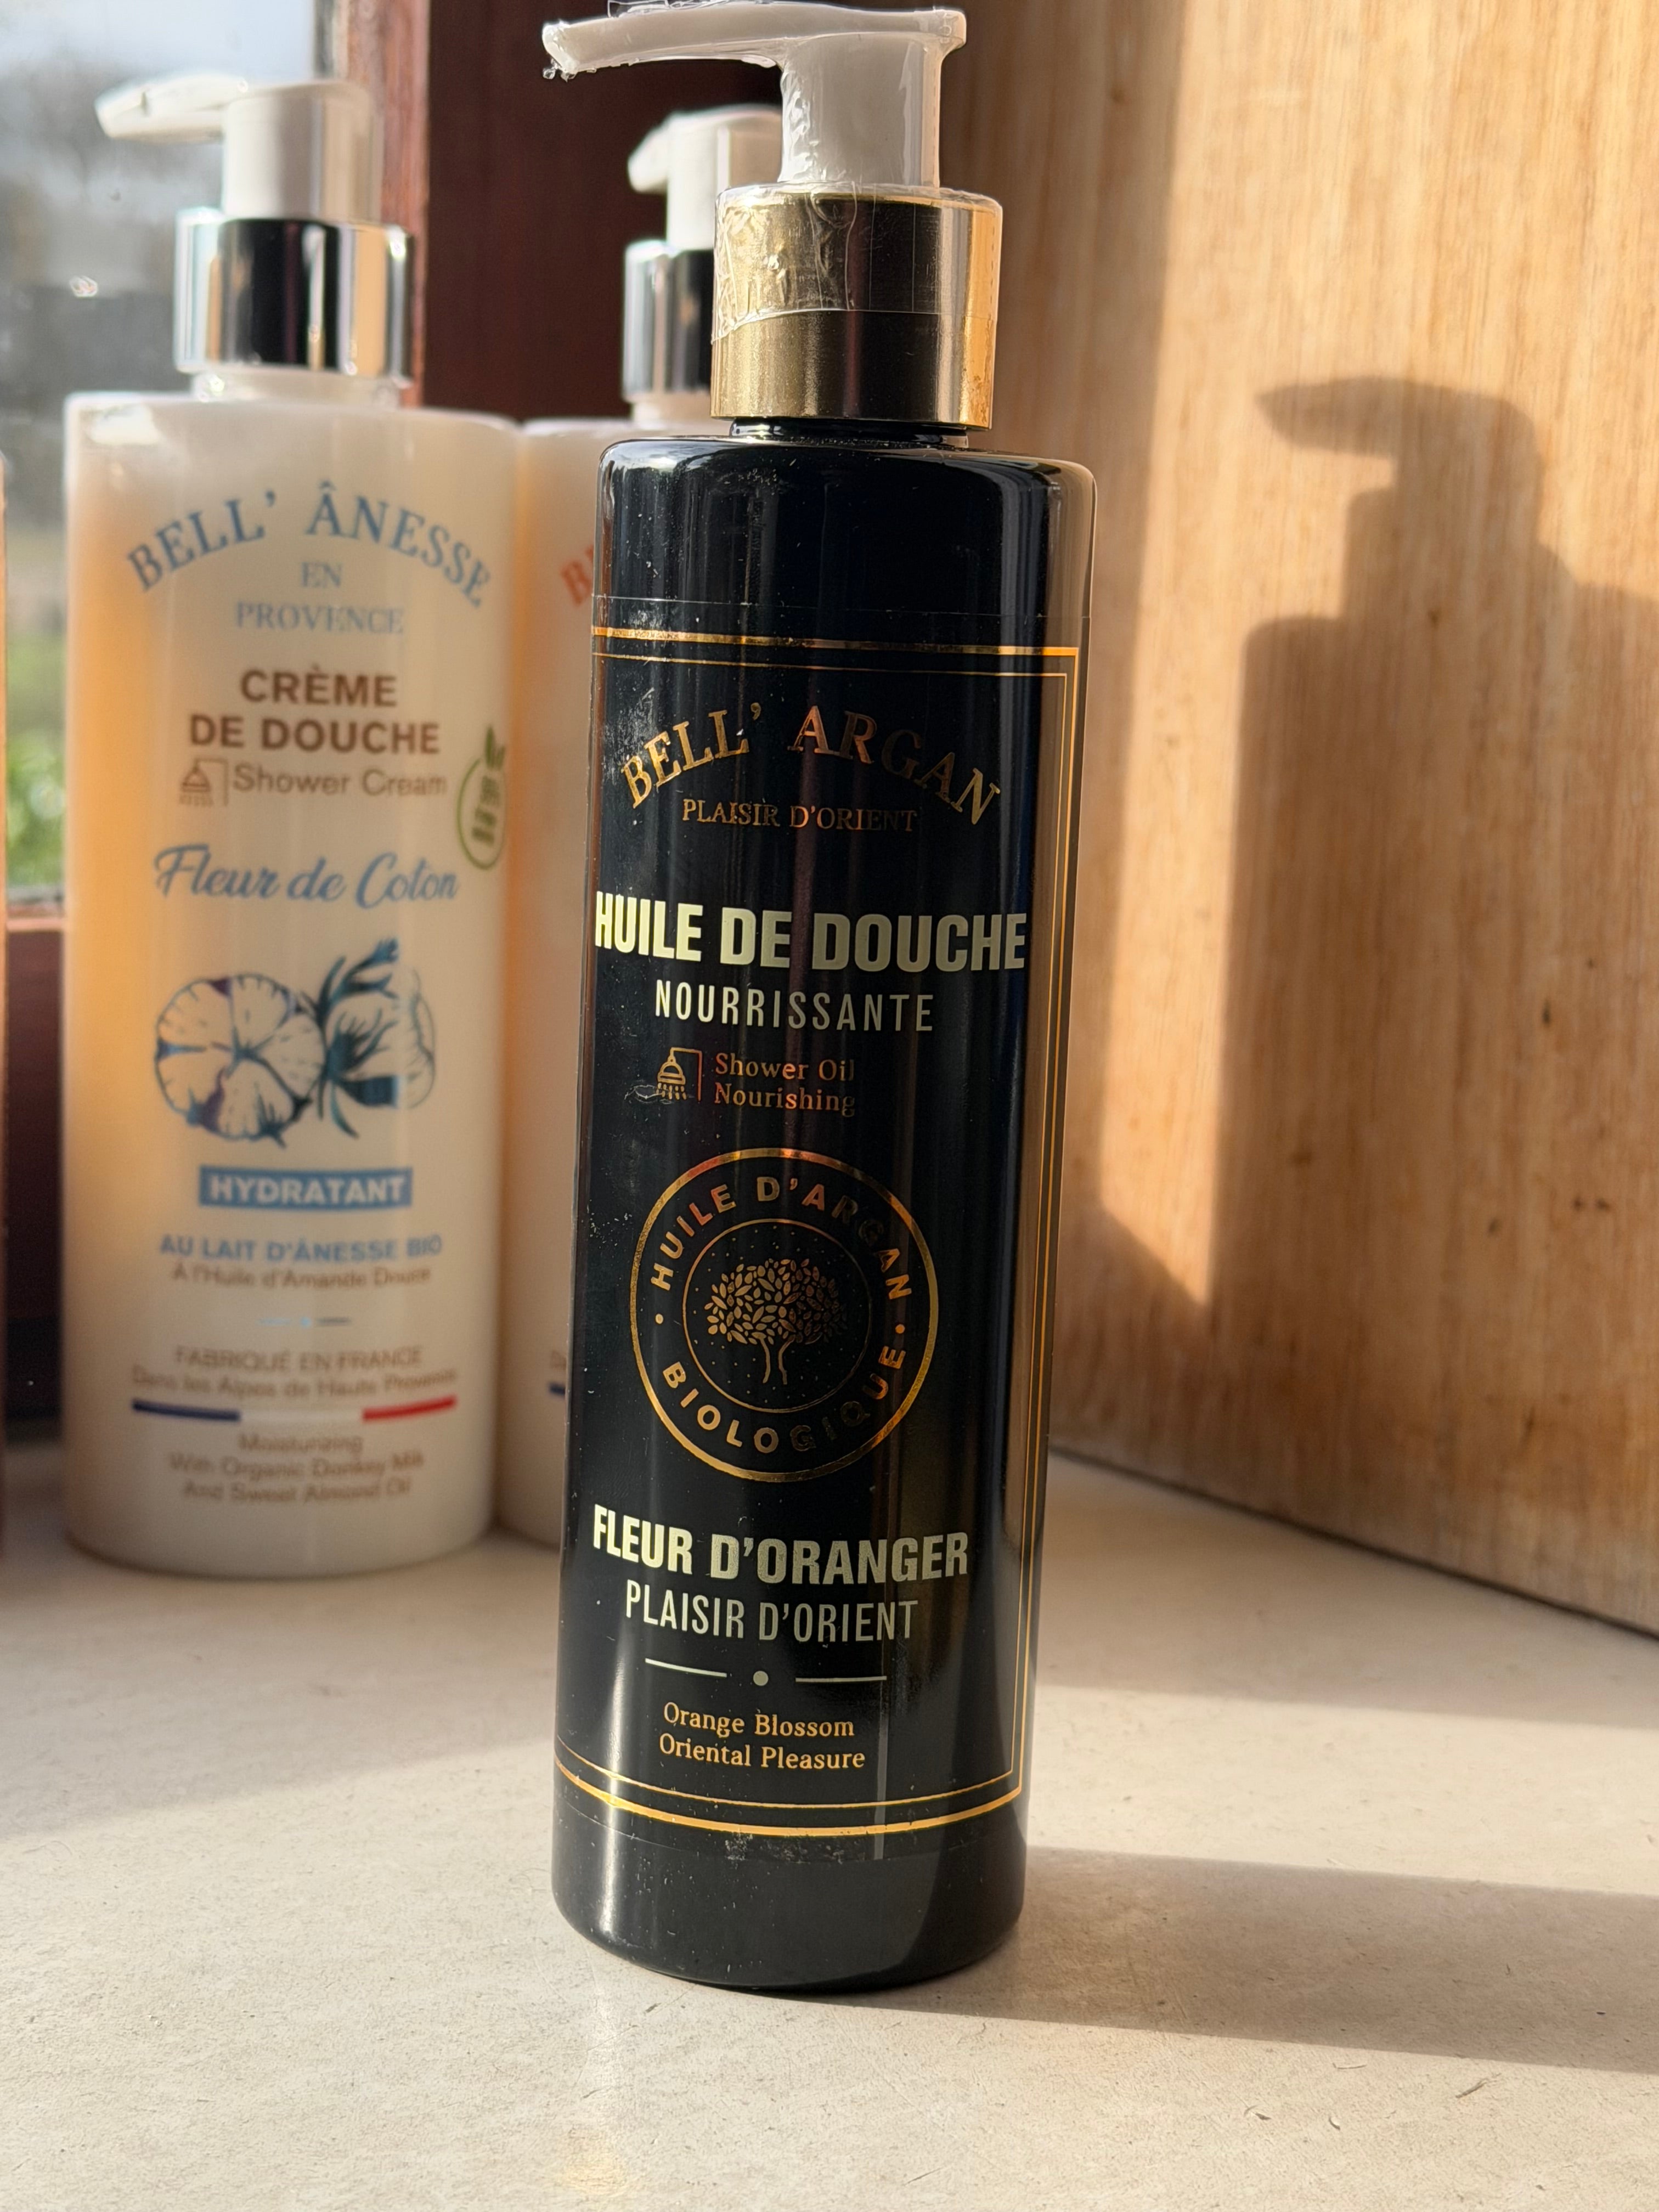 BELL' ÂNESSE
EN
PROVENCE
CRÈME
DE DOUCHE
Shower Cream
Fleur de Coton
HYDRATANT
AU LAIT D'ÂNESSE BIO
À l'Huile d'Amande Douce
FABRIQUÉ EN FRANCE
Dans les Alpes de Haute Provence
Moisturizing
With Organic Donkey Milk
And Sweet Almond Oil
BELL' ARGAN
PLAISIR D'ORIENT
HUILE DE DOUCHE
NOURRISSANTE
Shower Oil
Nourishing
HUILE D'ARGAN
BIOLOGIQUE
FLEUR D'ORANGER
PLAISIR D'ORIENT
Orange Blossom
Oriental Pleasure